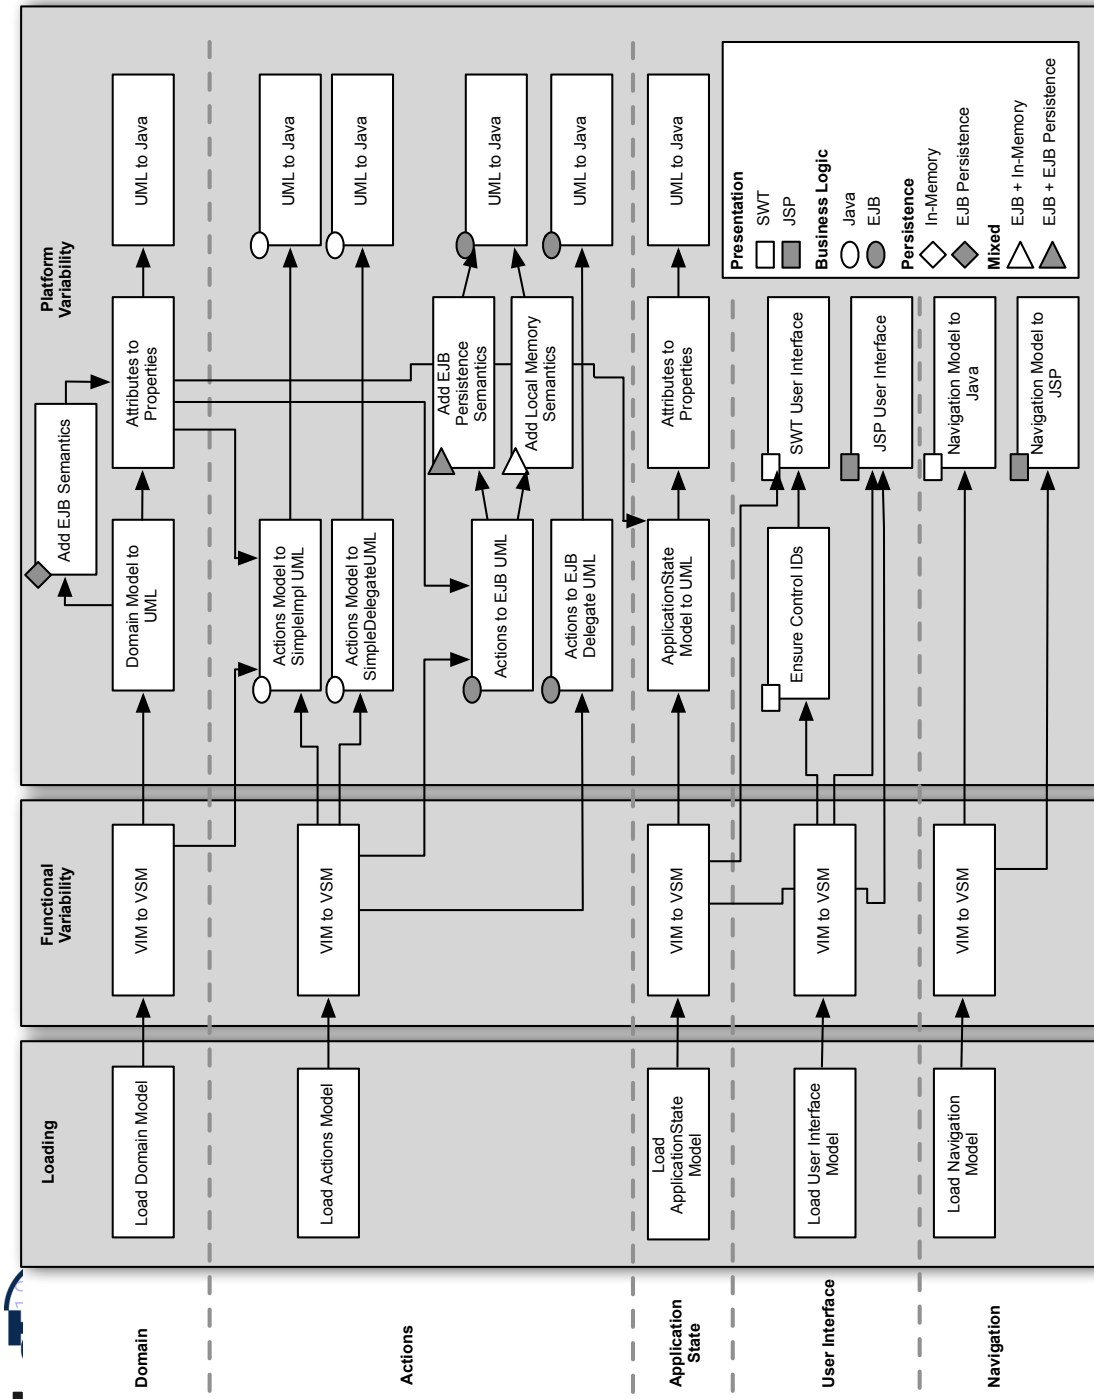 Loading
Functional
Variability
Platform
Variability
Domain
Load Domain Model
VIM to VSM
Domain Model to
UML
Add EJB Semantics
Attributes to
Properties
UML to Java
Actions
Load Actions Model
VIM to VSM
Actions Model to
SimpleImpl UML
UML to Java
Actions Model to
SimpleDelegateUML
UML to Java
Actions to EJB UML
Add EJB
Persistence
Semantics
Add Local Memory
Semantics
UML to Java
Actions to EJB
Delegate UML
UML to Java
Application
State
Load
ApplicationState
Model
VIM to VSM
ApplicationState
Model to UML
Attributes to
Properties
UML to Java
User Interface
Load User Interface
Model
VIM to VSM
Ensure Control IDs
SWT User Interface
JSP User Interface
Navigation
Load Navigation
Model
VIM to VSM
Navigation Model to
Java
Navigation Model to
JSP
Presentation
SWT
JSP
Business Logic
Java
EJB
Persistence
In-Memory
EJB Persistence
Mixed
EJB + In-Memory
EJB + EJB Persistence